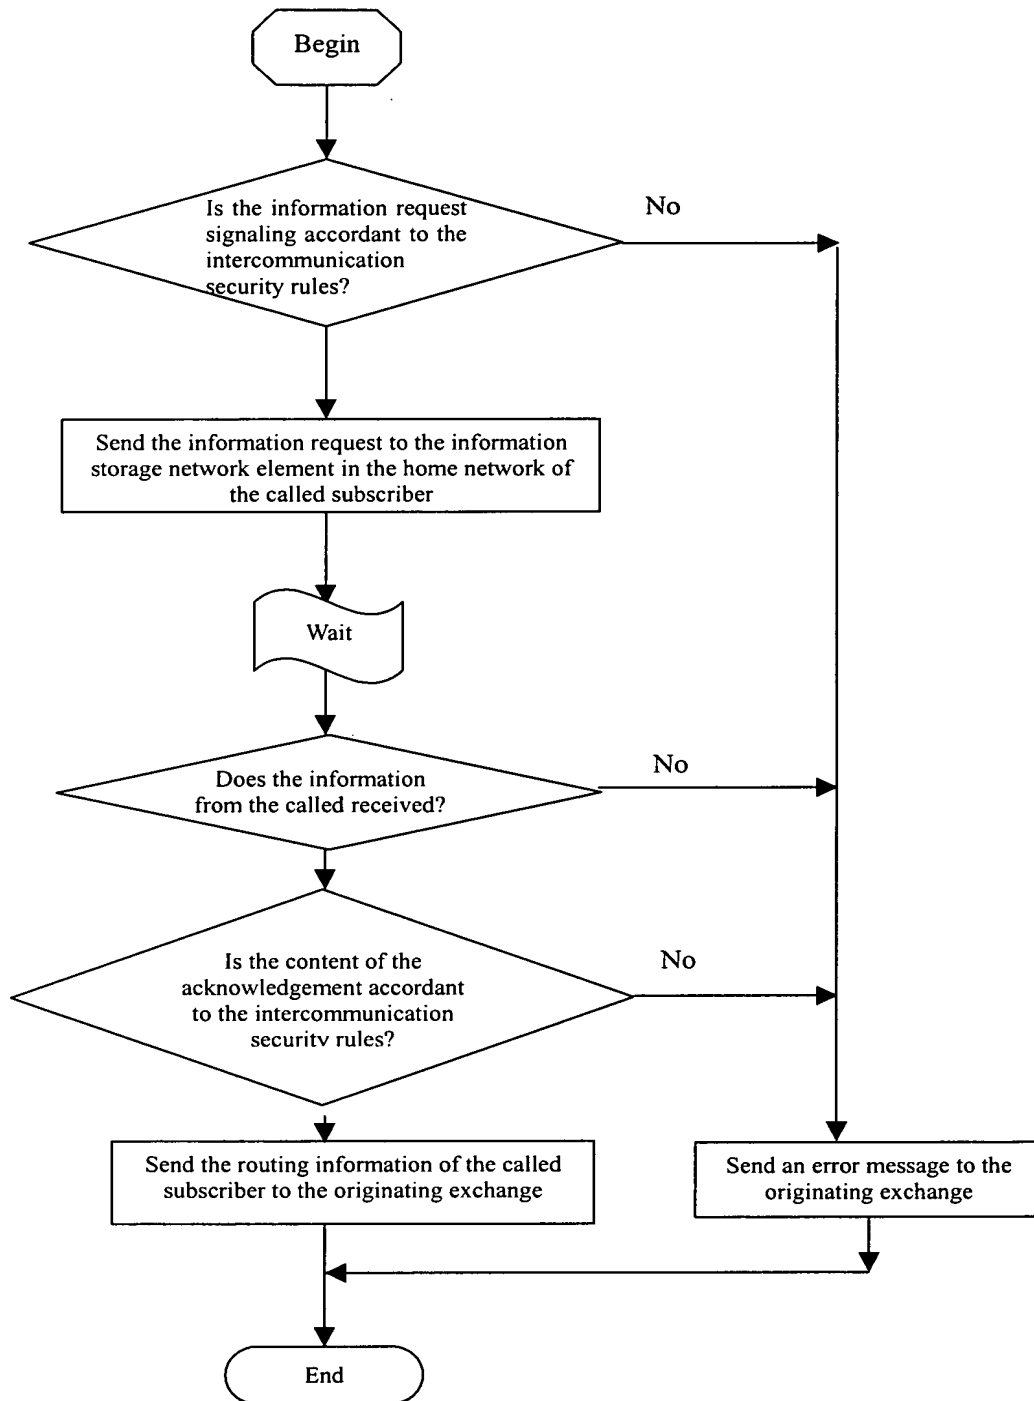 Begin
Is the information request
signaling accordant to the
intercommunication
security rules?
No
Send the information request to the information
storage network element in the home network of
the called subscriber
Wait
Does the information
from the called received?
No
Is the content of the
acknowledgement accordant
to the intercommunication
security rules?
No
Send the routing information of the called
subscriber to the originating exchange
Send an error message to the
originating exchange
End